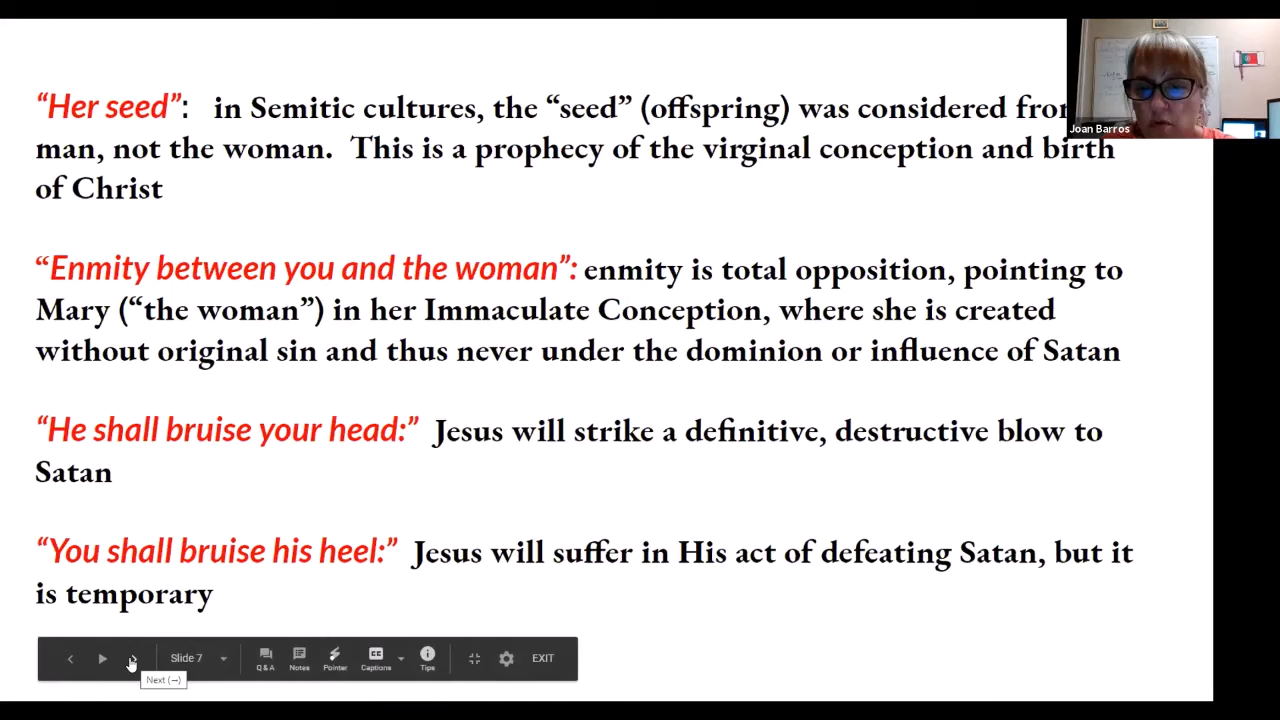 “Her seed”: in Semitic cultures, the “seed” (offspring) was considered
man, not the woman. This is a prophecy of the virginal conception and birth
of Christ
“Enmity between you and the woman”: enmity is total opposition, pointing to
Mary (“the woman”) in her Immaculate Conception, where she is created
without original sin and thus never under the dominion or influence of Satan
“He shall bruise your head:” Jesus will strike a definitive, destructive blow to
Satan
“You shall bruise his heel:” Jesus will suffer in His act of defeating Satan, but it
is temporary
Joan Barros
Slide 7
Q&A
Notes
Pointer
Captions
Tips
EXIT
Next (→)